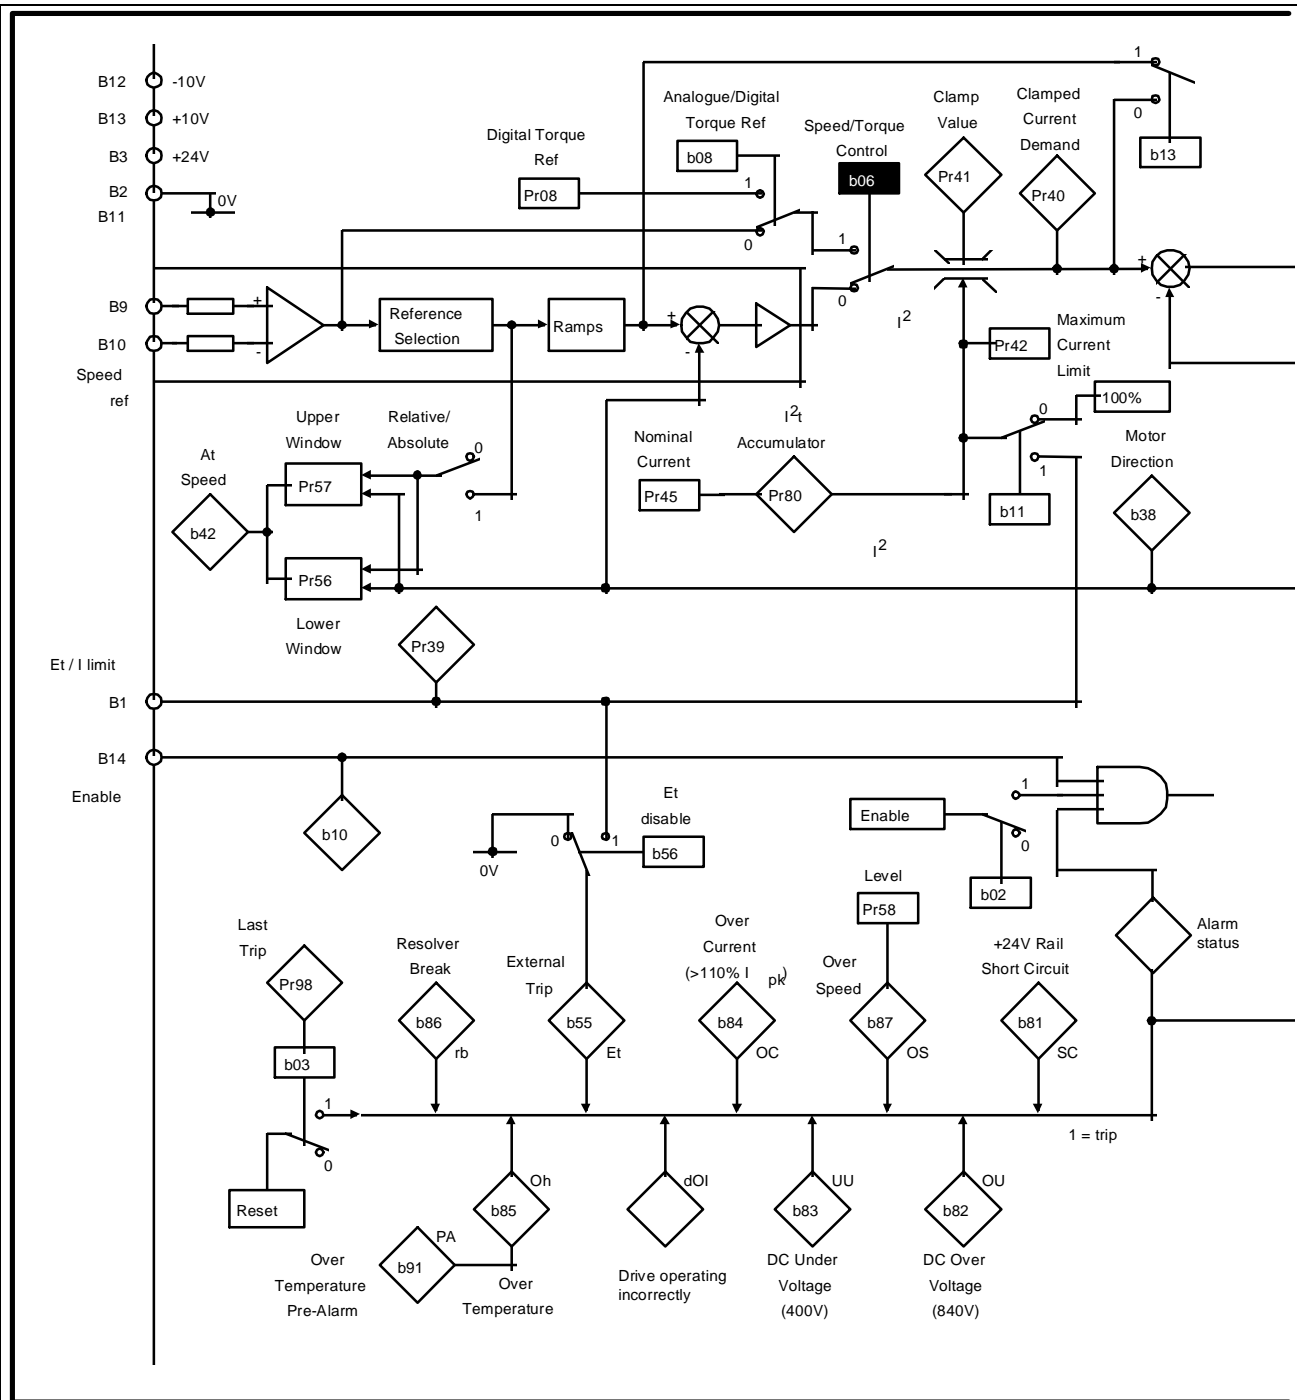 B12 -10V
B13 +10V
B3 +24V
B2
0V
B11
B9
+
B10
-
Speed
ref
Digital Torque
Ref
Pr08
Analogue/Digital
Torque Ref
b08
1
0
Speed/Torque
Control
b06
1
0
Clamp
Value
Pr41
Clamped
Current
Demand
Pr40
1
0
b13
+
-
Reference
Selection
Ramps
+
-
I2
Pr42
Maximum
Current
Limit
100%
0
1
b11
Motor
Direction
b38
Upper
Window
Pr57
Relative/
Absolute
0
1
At
Speed
b42
Pr56
Lower
Window
Nominal
Current
Pr45
I2t
Accumulator
Pr80
I2
Pr39
Et / I limit
B1
B14
Enable
b10
0V
0
1
Et
disable
b56
Enable
1
0
b02
Alarm
status
Last
Trip
Pr98
b03
1
0
Reset
Resolver
Break
b86
rb
External
Trip
b55
Et
Over
Current
(>110% I pk)
b84
OC
Level
Pr58
Over
Speed
b87
OS
+24V Rail
Short Circuit
b81
SC
1 = trip
Oh
b85
PA
b91
Over
Temperature
Pre-Alarm
Over
Temperature
dOI
Drive operating
incorrectly
UU
b83
DC Under
Voltage
(400V)
OU
b82
DC Over
Voltage
(840V)